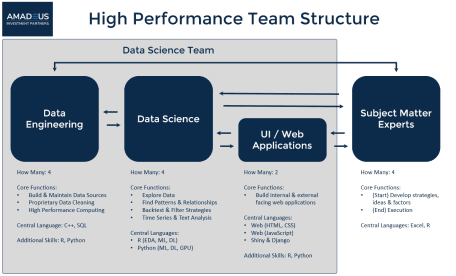 AMADEUS
INVESTMENT PARTNERS
High Performance Team Structure
Data Science Team
Data
Engineering
Data Science
UI / Web
Applications
Subject Matter
Experts
How Many: 4
Core Functions:
• Build & Maintain Data Sources
• Proprietary Data Cleaning
• High Performance Computing
Central Language: C++, SQL
Additional Skills: R, Python
How Many: 4
Core Functions:
• Explore Data
• Find Patterns & Relationships
• Backtest & Filter Strategies
• Time Series & Text Analysis
Central Languages:
• R (EDA, ML, DL)
• Python (ML, DL, GPU)
How Many: 2
Core Functions:
• Build internal & external
facing web applications
Central Languages:
• Web (HTML, CSS)
• Web (JavaScript)
• Shiny & Django
Additional Skills: R, Python
How Many: 4
Core Functions:
• (Start) Develop strategies,
ideas & factors
• (End) Execution
Central Languages: Excel, R